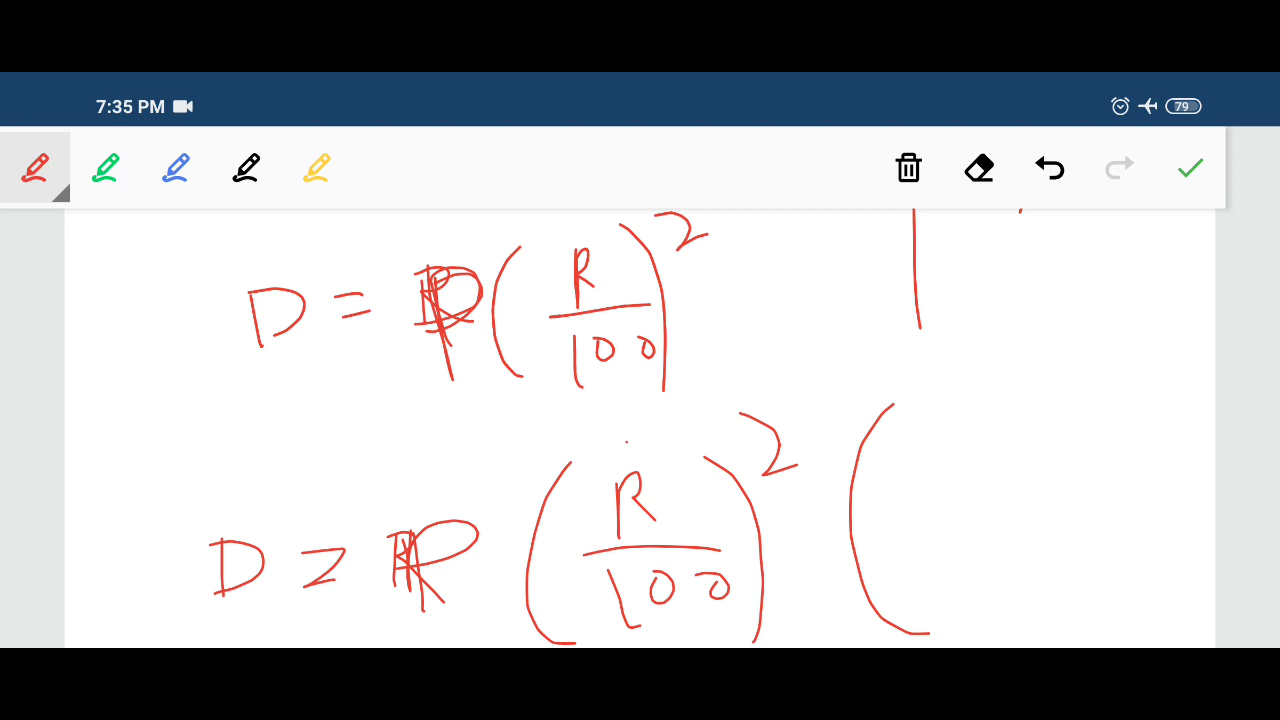 7:35 PM
79
D = P(R/100)^2
D = P(R/100)^2 (